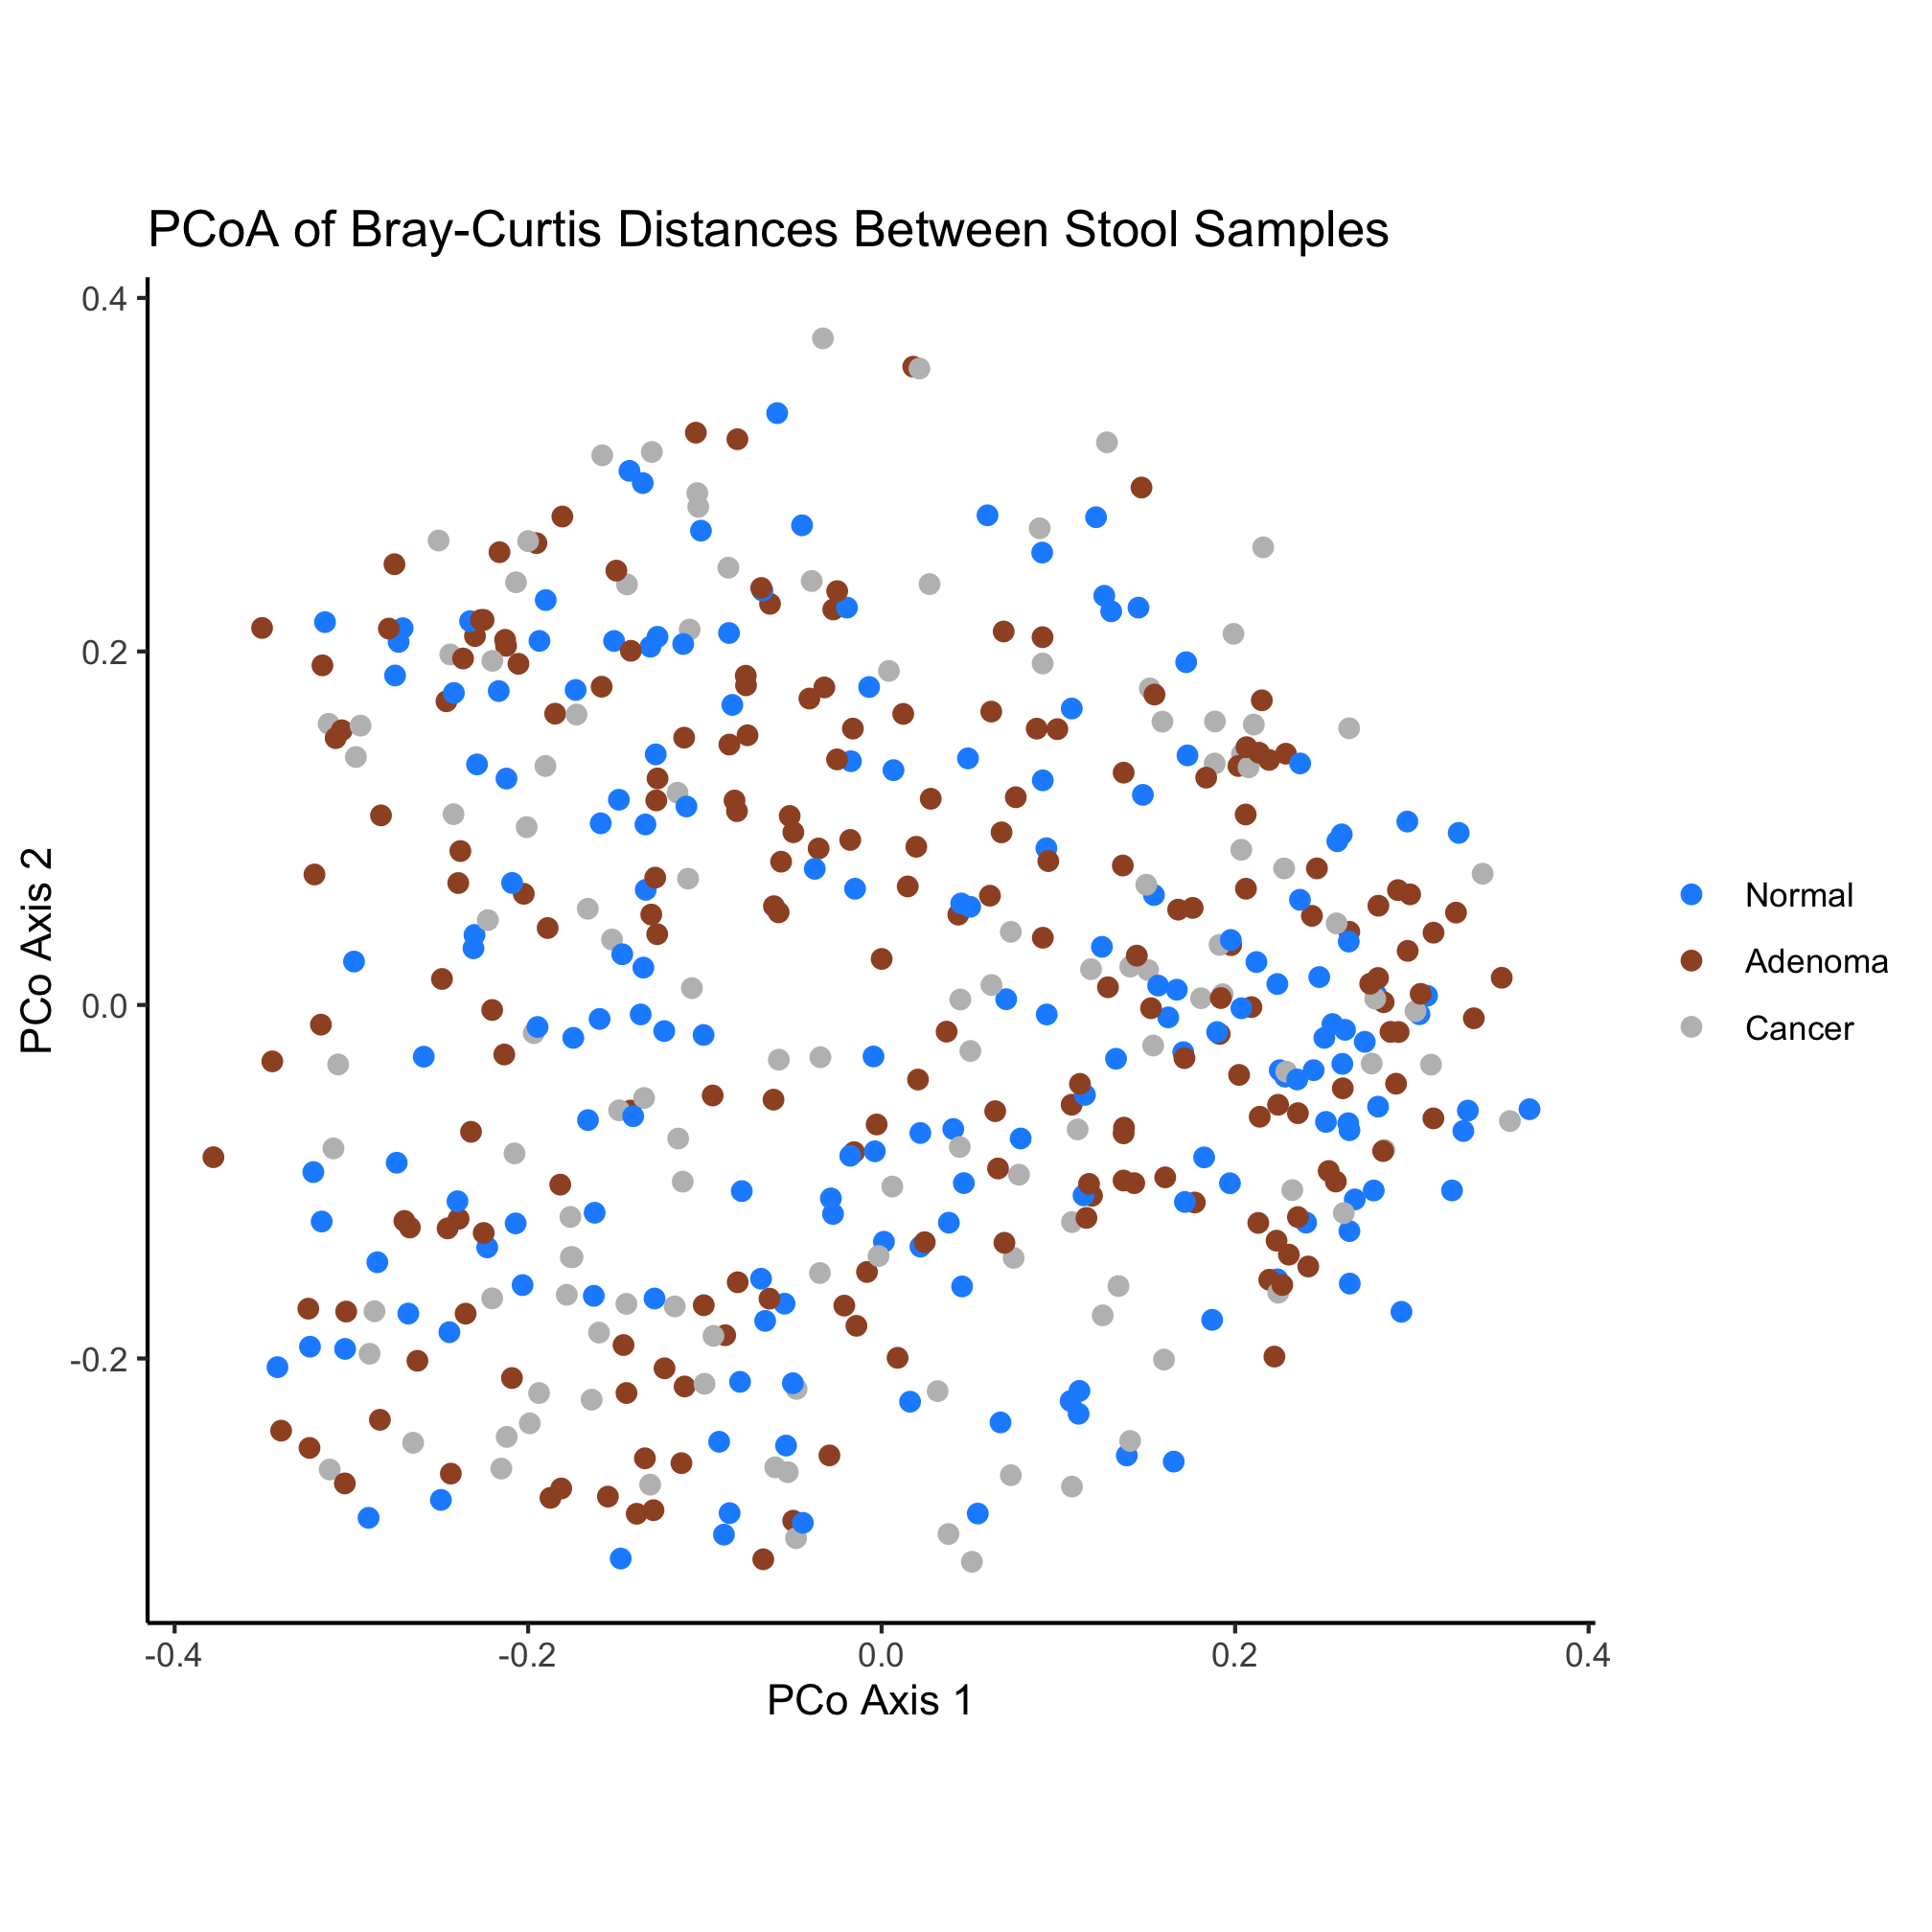 PCoA of Bray-Curtis Distances Between Stool Samples
0.4
0.2
0.0
-0.2
PCo Axis 2
-0.4
-0.2
0.0
0.2
0.4
PCo Axis 1
Normal
Adenoma
Cancer